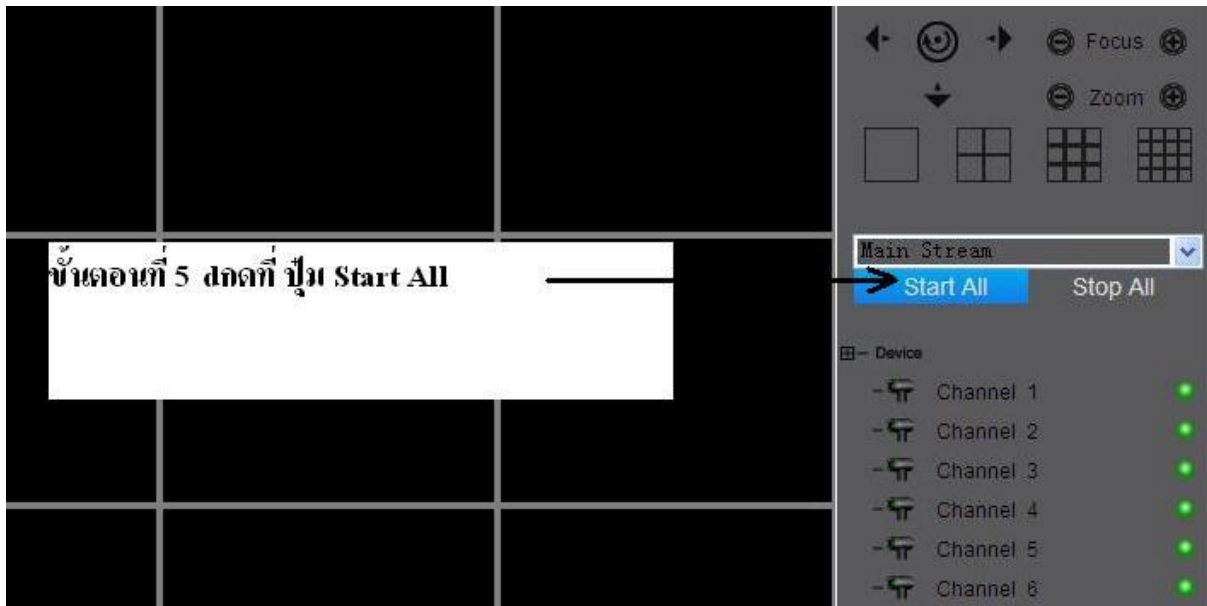 Focus
Zoom
Main Stream
ขั้นตอนที่ 5 dกดที่ ปุ่ม Start All
Start All Stop All
Device
Channel 1
Channel 2
Channel 3
Channel 4
Channel 5
Channel 6